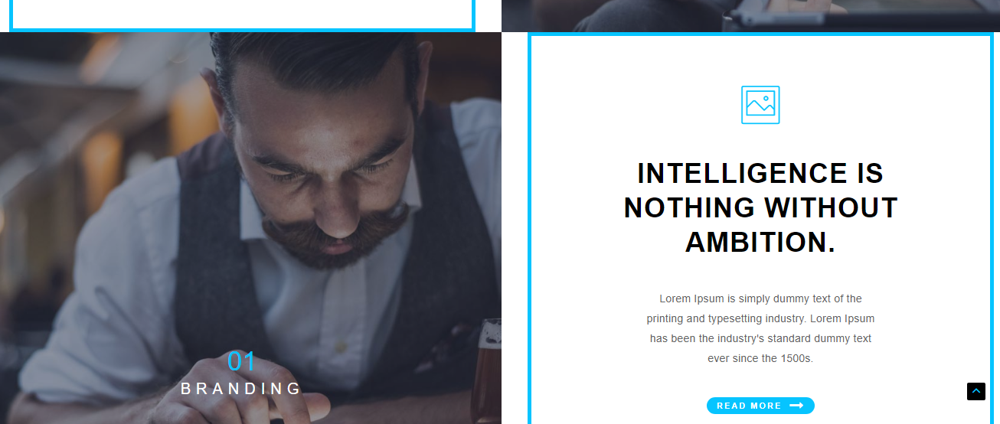 01
BRANDING
INTELLIGENCE IS
NOTHING WITHOUT
AMBITION.
Lorem Ipsum is simply dummy text of the
printing and typesetting industry. Lorem Ipsum
has been the industry's standard dummy text
ever since the 1500s.
READ MORE